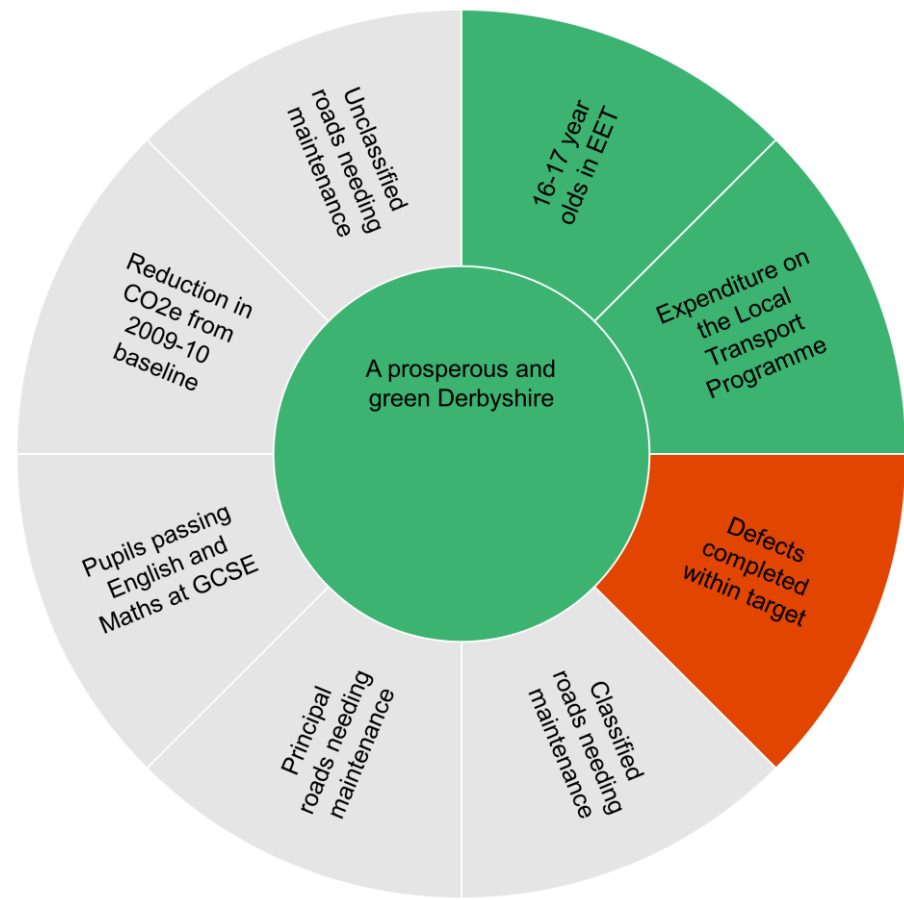 A prosperous and
green Derbyshire
16-17 year
olds in EET
Expenditure on
the Local
Transport
Programme
Defects
completed
within target
Classified
roads needing
maintenance
Principal
roads needing
maintenance
Pupils passing
English and
Maths at GCSE
Reduction in
CO2e from
2009-10
baseline
Unclassified
roads needing
maintenance